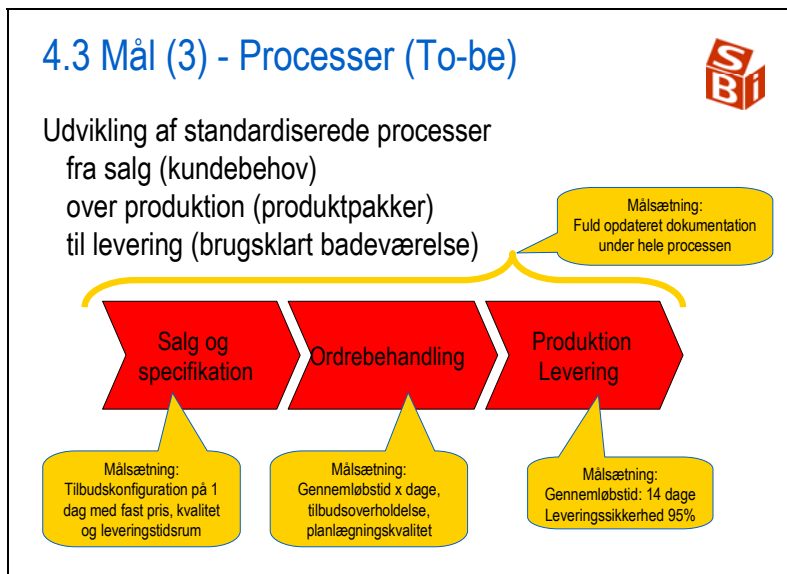 4.3 Mål (3) - Processer (To-be)
SBi
Udvikling af standardiserede processer
fra salg (kundebehov)
over produktion (produktpakker)
til levering (brugsklart badeværelse)
Målsætning:
Fuld opdateret dokumentation
under hele processen
Salg og
specifikation
Ordrebehandling
Produktion
Levering
Målsætning:
Tilbudskonfiguration på 1
dag med fast pris, kvalitet
og leveringstidsrum
Målsætning:
Gennemløbstid x dage,
tilbudsoverholdelse,
planlægningskvalitet
Målsætning:
Gennemløbstid: 14 dage
Leveringssikkerhed 95%